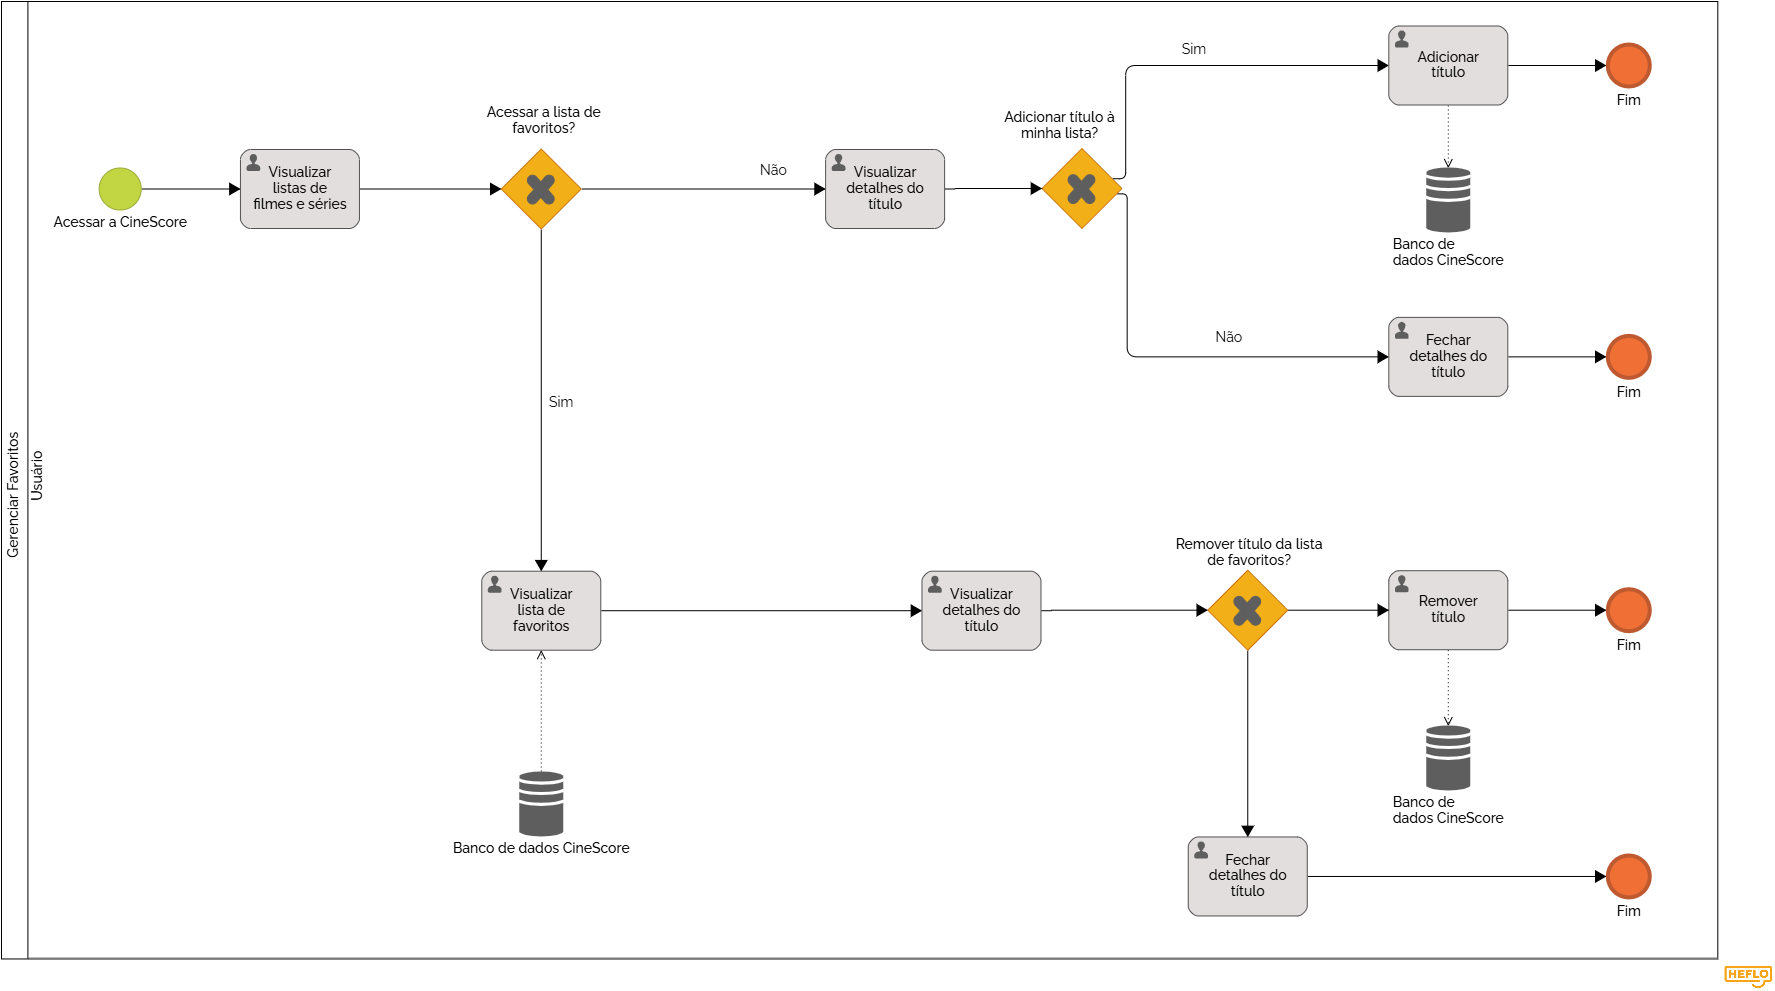 Gerenciar Favoritos
Usuário
Acessar a CineScore
Visualizar
listas de
filmes e séries
Acessar a lista de
favoritos?
Não
Visualizar
detalhes do
título
Adicionar título à
minha lista?
Sim
Adicionar
título
Fim
Banco de
dados CineScore
Não
Fechar
detalhes do
título
Fim
Sim
Visualizar
lista de
favoritos
Banco de dados CineScore
Visualizar
detalhes do
título
Remover título da lista
de favoritos?
Remover
título
Fim
Banco de
dados CineScore
Fechar
detalhes do
título
Fim
HEFLO